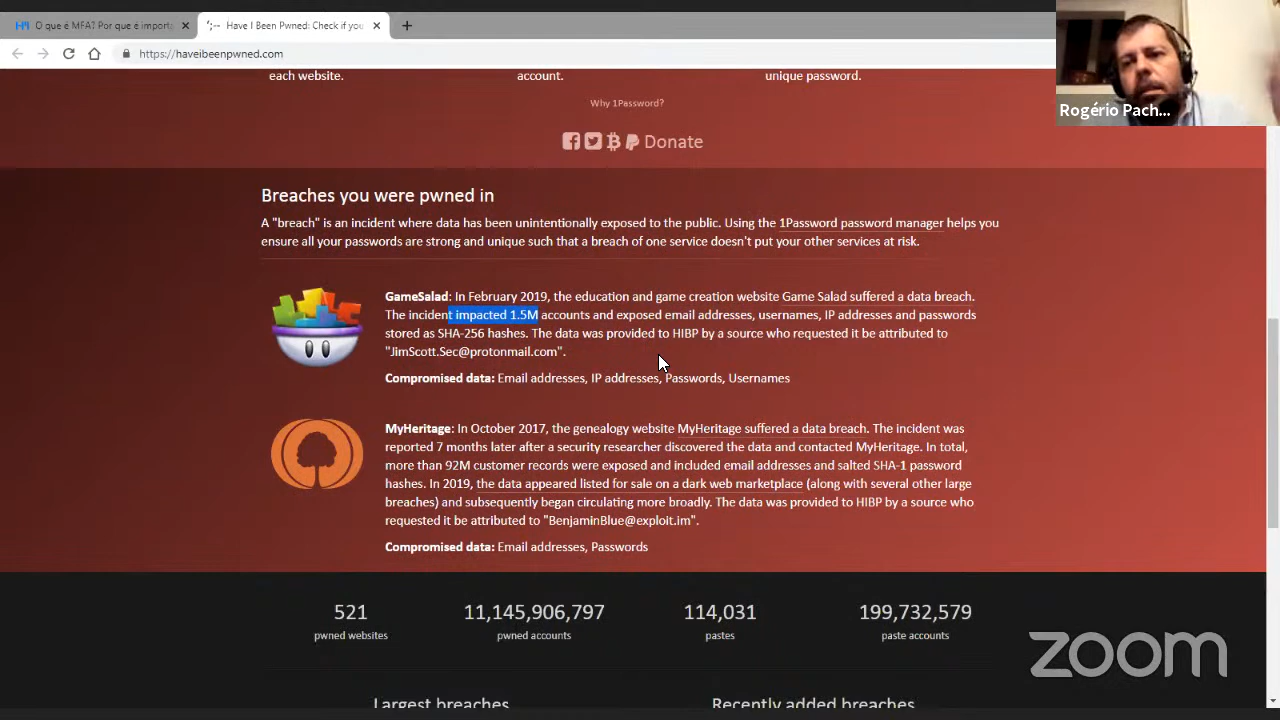 O que é MFA? Por que é importa
Have I Been Pwned: Check if you
https://haveibeenpwned.com
each website.
account.
unique password.
Why 1Password?
Donate
Rogério Pach...
Breaches you were pwned in
A "breach" is an incident where data has been unintentionally exposed to the public. Using the 1Password password manager helps you
ensure all your passwords are strong and unique such that a breach of one service doesn't put your other services at risk.
GameSalad: In February 2019, the education and game creation website Game Salad suffered a data breach.
The incident impacted 1.5M accounts and exposed email addresses, usernames, IP addresses and passwords
stored as SHA-256 hashes. The data was provided to HIBP by a source who requested it be attributed to
"JimScott.Sec@protonmail.com".
Compromised data: Email addresses, IP addresses, Passwords, Usernames
MyHeritage: In October 2017, the genealogy website MyHeritage suffered a data breach. The incident was
reported 7 months later after a security researcher discovered the data and contacted MyHeritage. In total,
more than 92M customer records were exposed and included email addresses and salted SHA-1 password
hashes. In 2019, the data appeared listed for sale on a dark web marketplace (along with several other large
breaches) and subsequently began circulating more broadly. The data was provided to HIBP by a source who
requested it be attributed to "BenjaminBlue@exploit.im".
Compromised data: Email addresses, Passwords
521
pwned websites
11,145,906,797
pwned accounts
114,031
pastes
199,732,579
paste accounts
zoom
Largest breaches
Recently added breaches